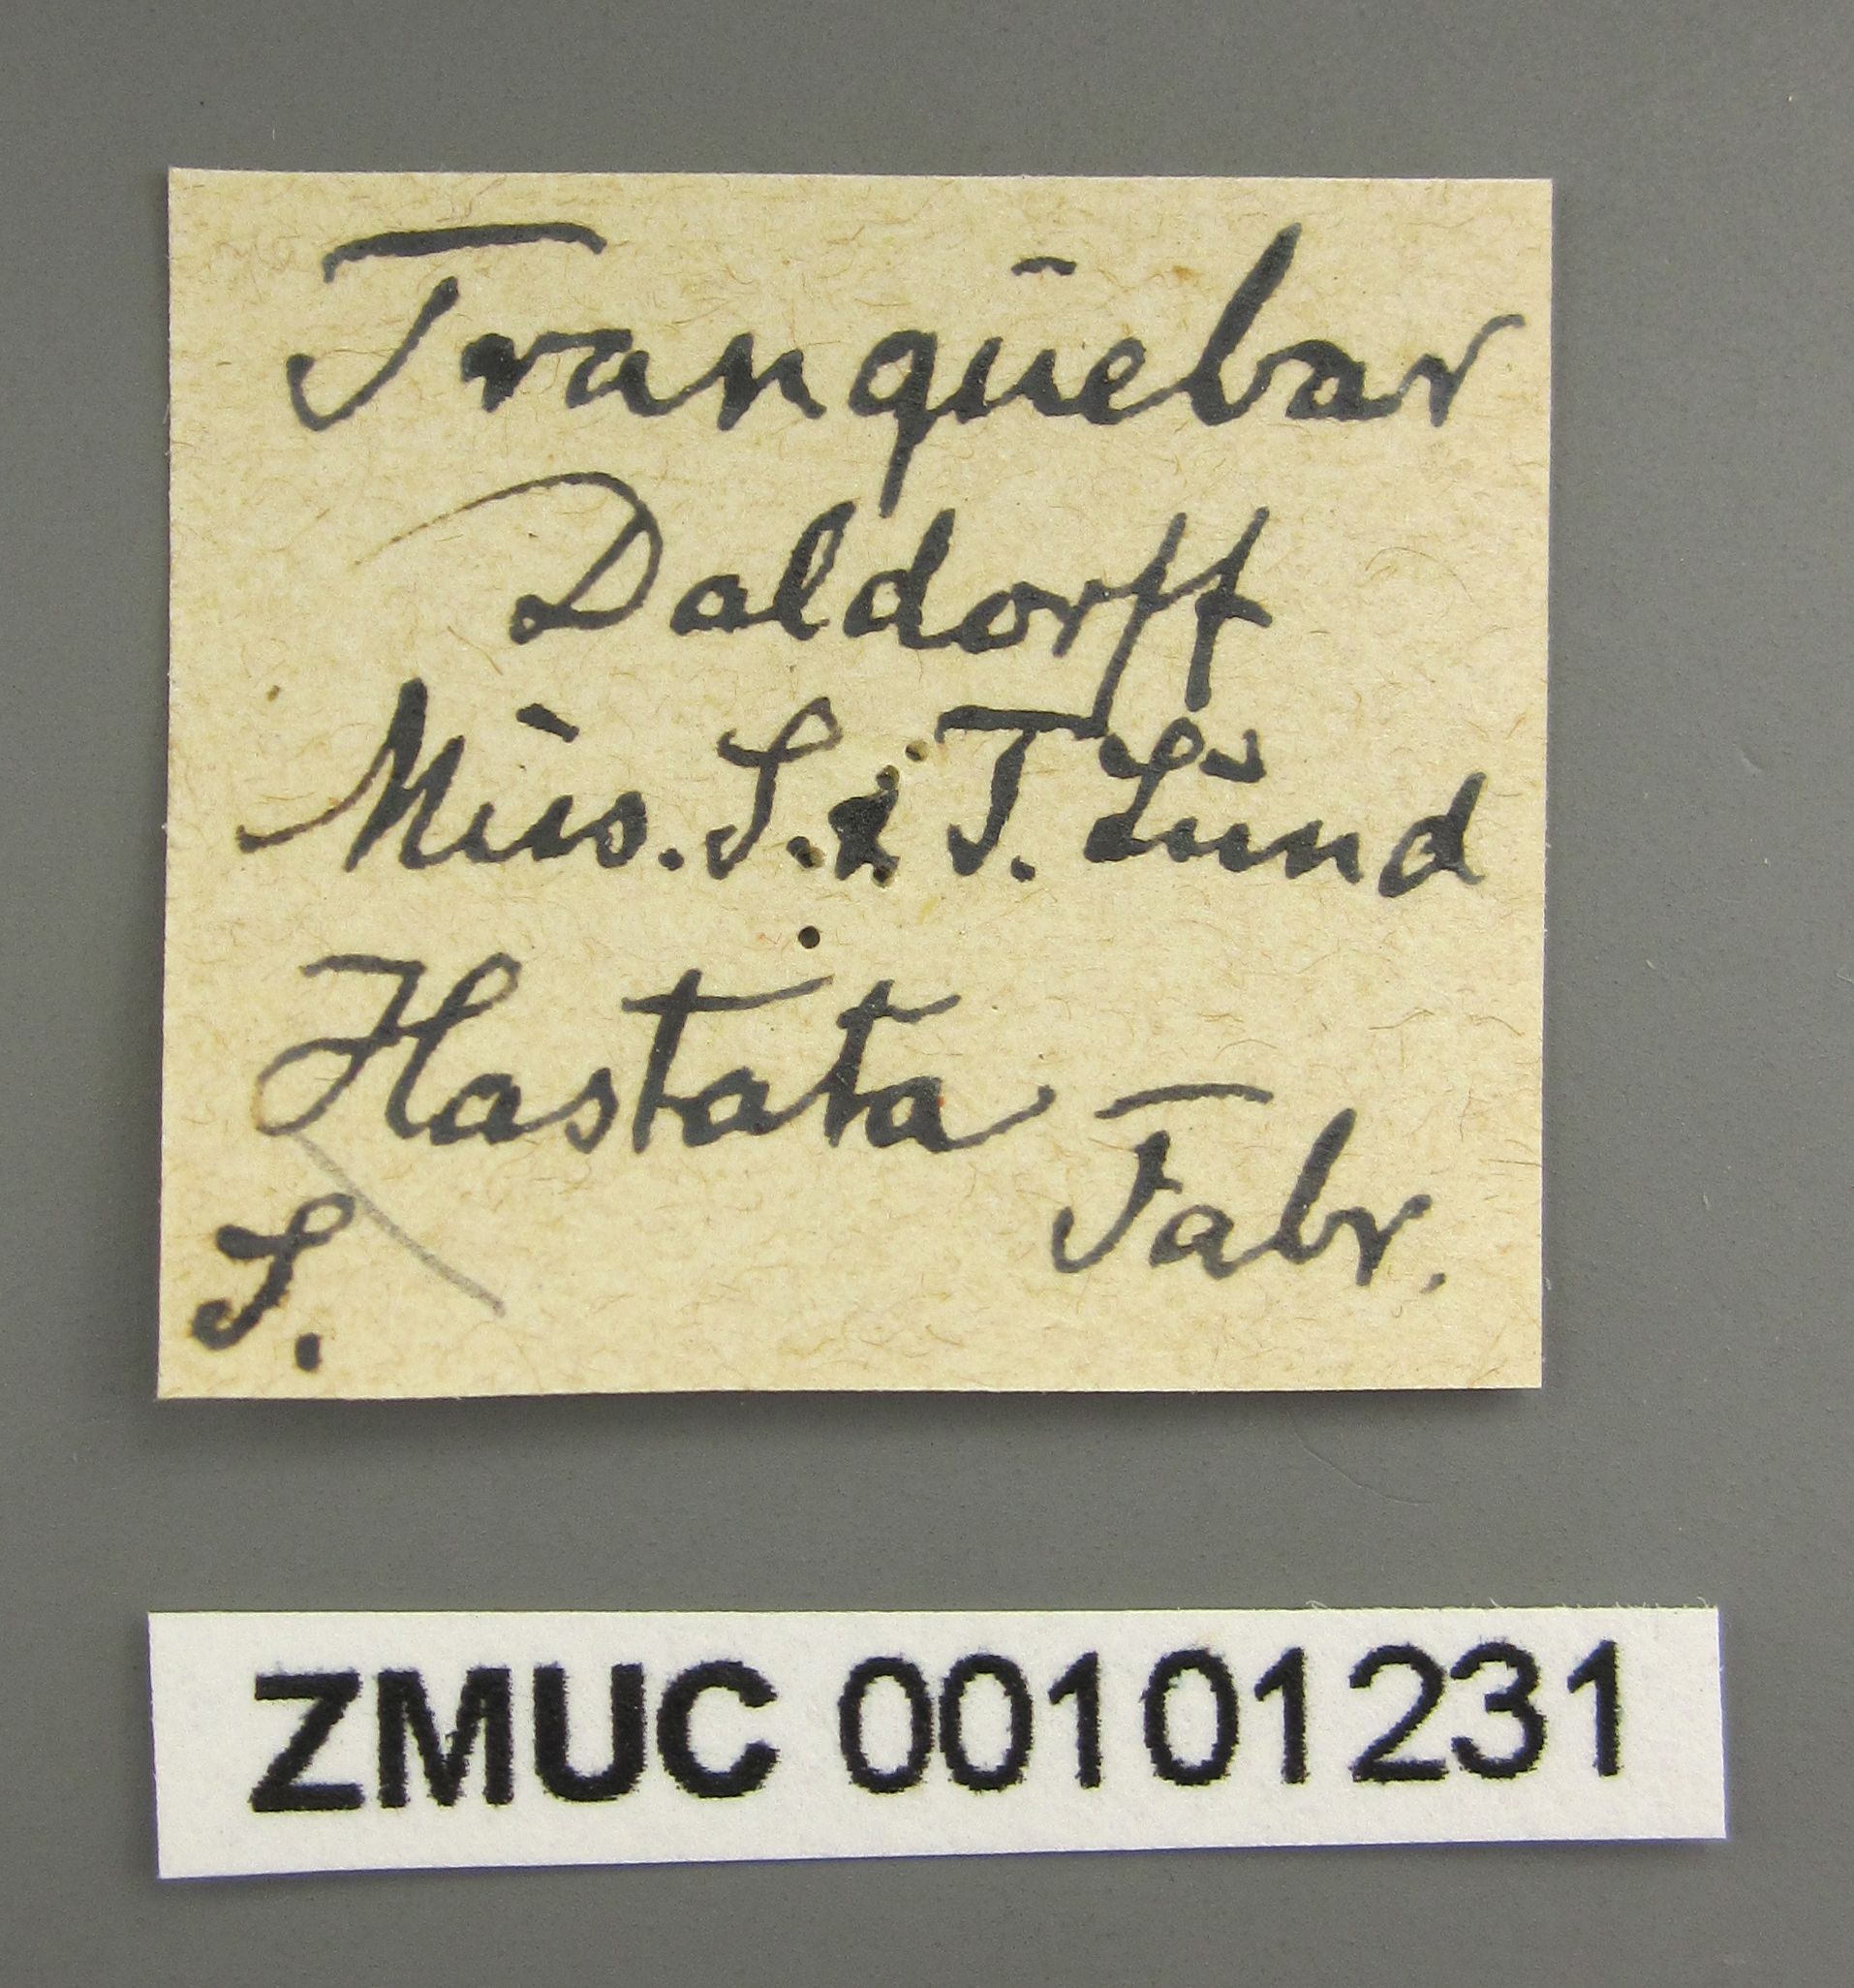 Tranquebar
Daldorff
Mus. S. & T. Lund
Hastata
Fabr.
S.
ZMUC 00101231